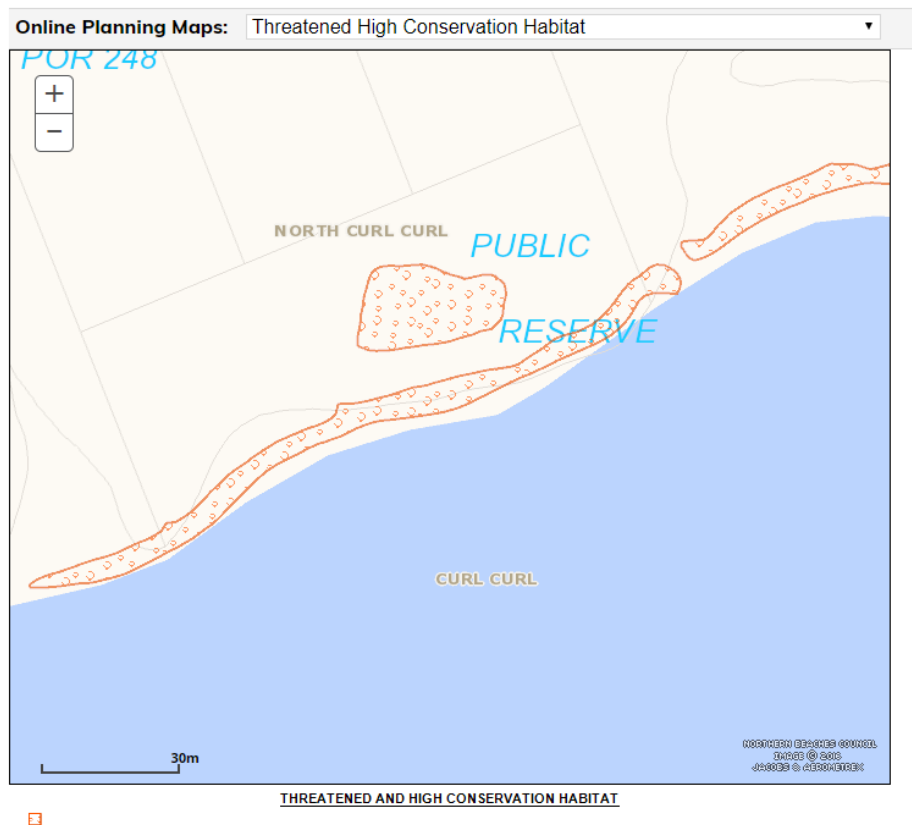 Online Planning Maps: Threatened High Conservation Habitat
POR 248
+
−
NORTH CURL CURL
PUBLIC
RESERVE
CURL CURL
30m
NORTHERN BEACHES COUNCIL
IMAGE © 2016
JACOBS & AEROMETREX
THREATENED AND HIGH CONSERVATION HABITAT